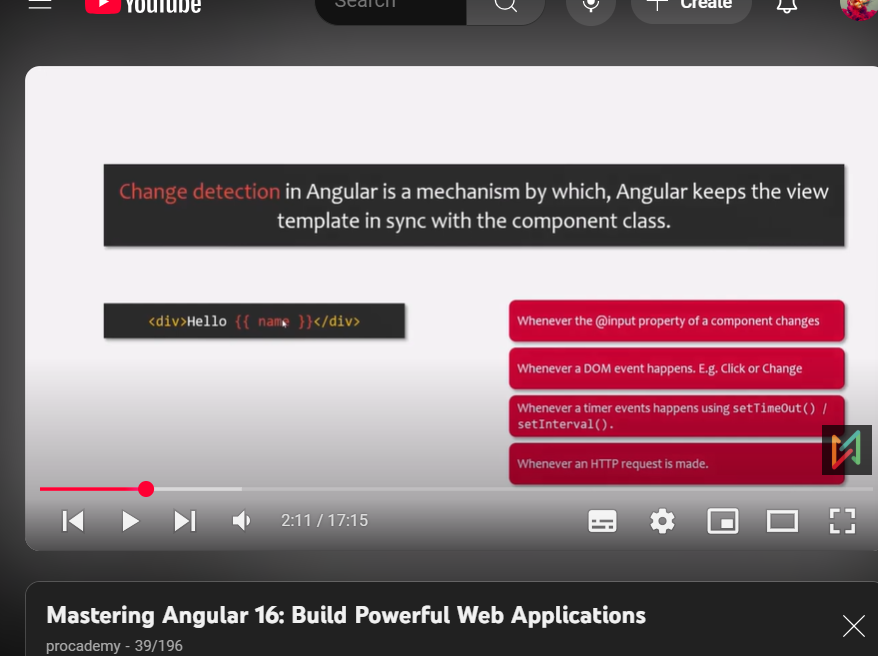 YouTube
Search
Create
Change detection in Angular is a mechanism by which, Angular keeps the view
template in sync with the component class.
<div>Hello {{ name }}</div>
Whenever the @input property of a component changes
Whenever a DOM event happens. E.g. Click or Change
Whenever a timer events happens using setTimeOut() /
setInterval().
Whenever an HTTP request is made.
2:11 / 17:15
Mastering Angular 16: Build Powerful Web Applications
procademy - 39/196